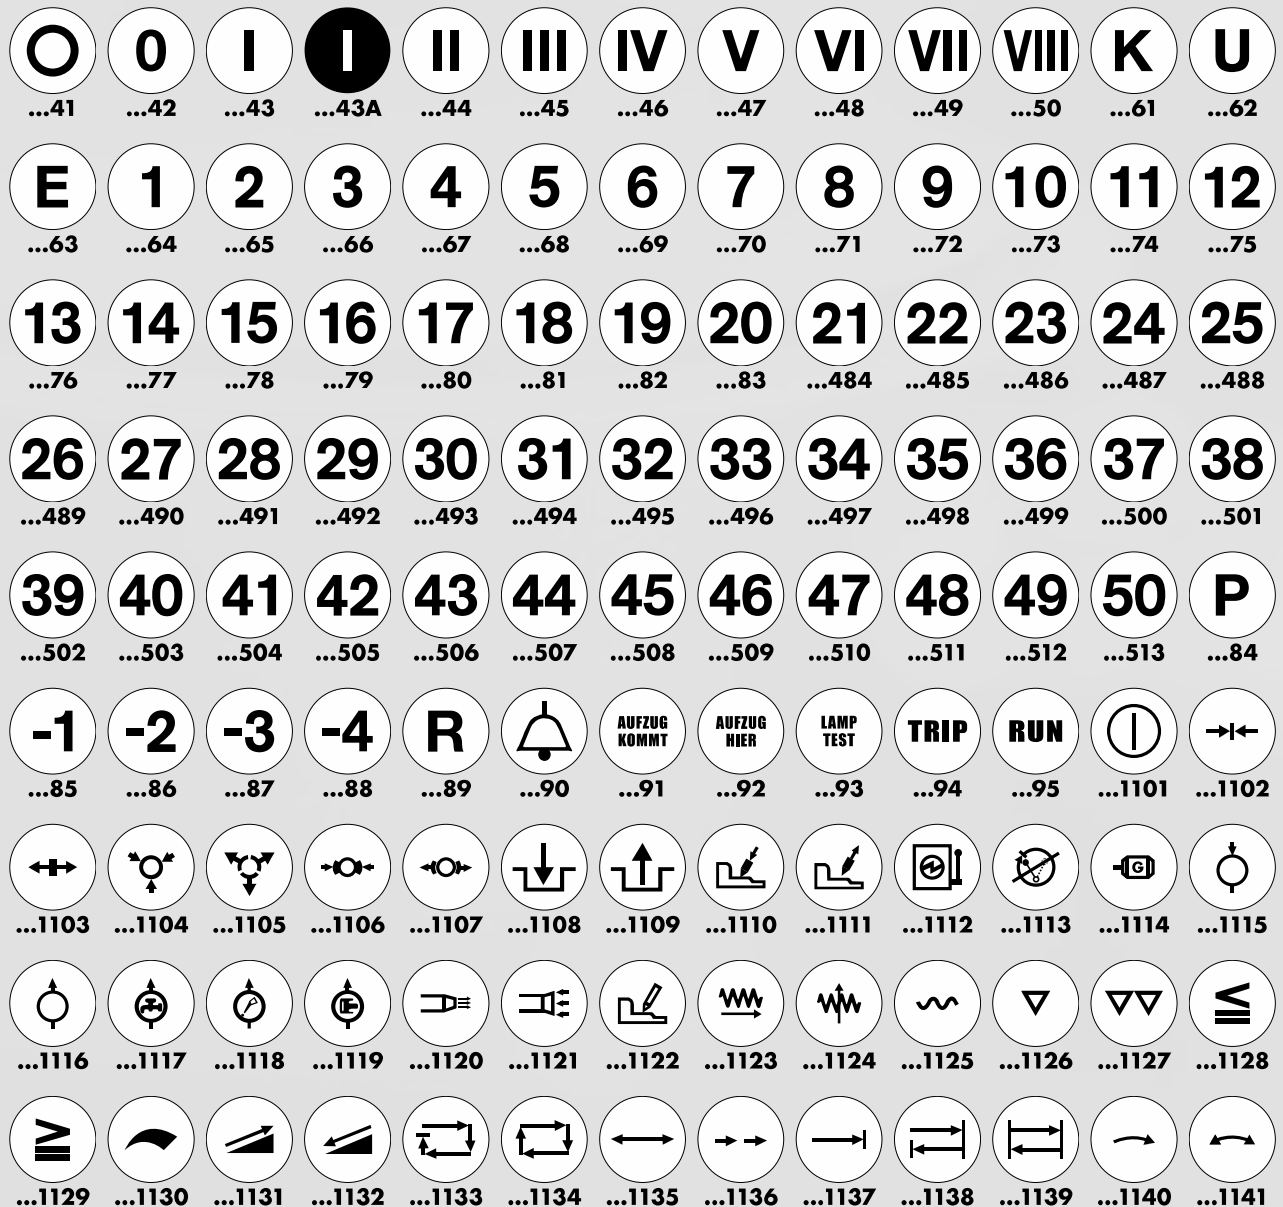 0 I I II III IV V VI VII VIII K U
...41 ...42 ...43 ...43A ...44 ...45 ...46 ...47 ...48 ...49 ...50 ...61 ...62
E 1 2 3 4 5 6 7 8 9 10 11 12
...63 ...64 ...65 ...66 ...67 ...68 ...69 ...70 ...71 ...72 ...73 ...74 ...75
13 14 15 16 17 18 19 20 21 22 23 24 25
...76 ...77 ...78 ...79 ...80 ...81 ...82 ...83 ...484 ...485 ...486 ...487 ...488
26 27 28 29 30 31 32 33 34 35 36 37 38
...489 ...490 ...491 ...492 ...493 ...494 ...495 ...496 ...497 ...498 ...499 ...500 ...501
39 40 41 42 43 44 45 46 47 48 49 50 P
...502 ...503 ...504 ...505 ...506 ...507 ...508 ...509 ...510 ...511 ...512 ...513 ...84
-1 -2 -3 -4 R
AUFZUG
KOMMT
AUFZUG
HIER
LAMP
TEST
TRIP RUN
...85 ...86 ...87 ...88 ...89 ...90 ...91 ...92 ...93 ...94 ...95 ...1101 ...1102
G
...1103 ...1104 ...1105 ...1106 ...1107 ...1108 ...1109 ...1110 ...1111 ...1112 ...1113 ...1114 ...1115
≦
...1116 ...1117 ...1118 ...1119 ...1120 ...1121 ...1122 ...1123 ...1124 ...1125 ...1126 ...1127 ...1128
≧
...1129 ...1130 ...1131 ...1132 ...1133 ...1134 ...1135 ...1136 ...1137 ...1138 ...1139 ...1140 ...1141